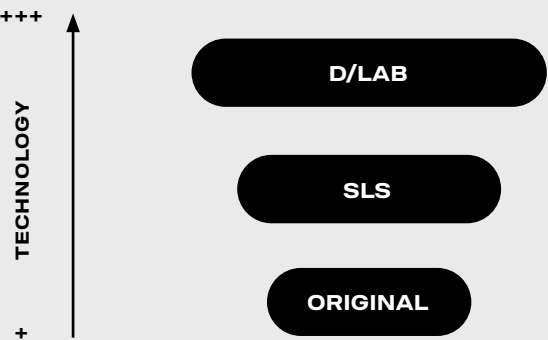 +++
TECHNOLOGY
+
D/LAB
SLS
ORIGINAL